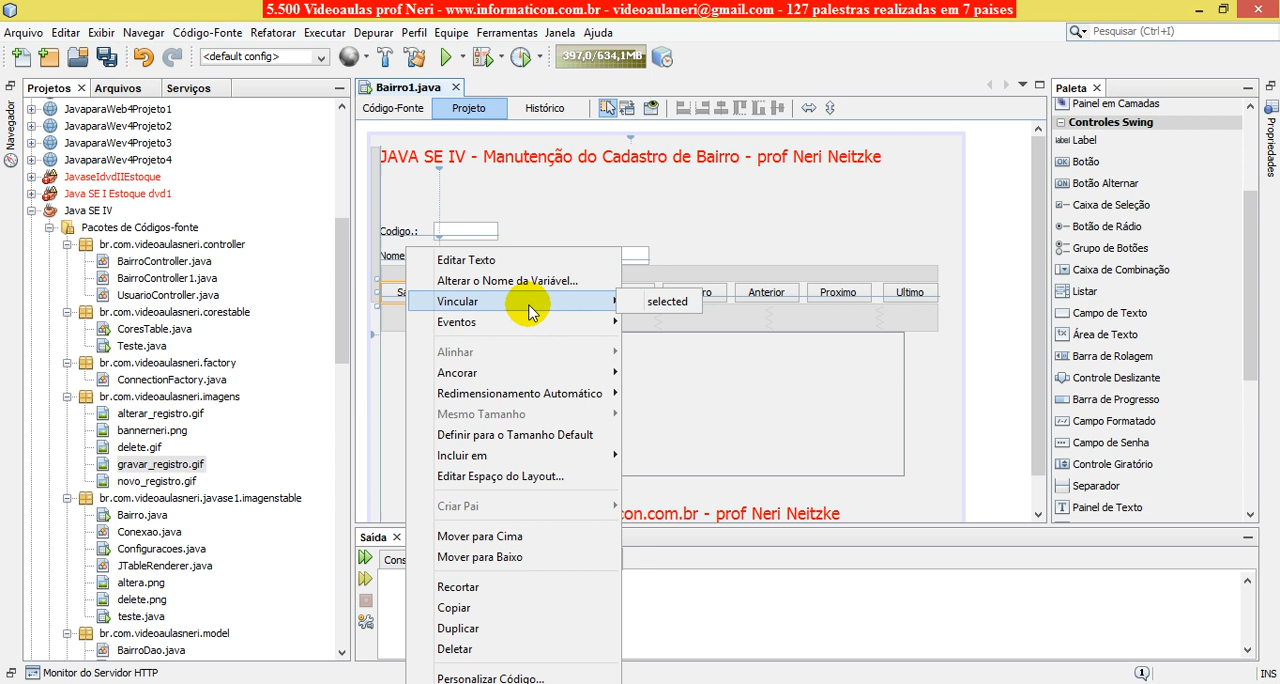 5.500 Videoaulas prof Neri - www.informaticon.com.br - videoaulaneri@gmail.com - 127 palestras realizadas em 7 paises
Arquivo Editar Exibir Navegar Código-Fonte Refatorar Executar Depurar Perfil Equipe Ferramentas Janela Ajuda
Pesquisar (Ctrl+I)
<default config>
397,0/634,1MB
Projetos
Arquivos
Serviços
Navegador
JavaparaWeb4Projeto1
JavaparaWev4Projeto2
JavaparaWev4Projeto3
JavaparaWev4Projeto4
JavaseIdvdIIEstoque
Java SE I Estoque dvd1
Java SE IV
Pacotes de Códigos-fonte
br.com.videoaulasneri.controller
BairroController.java
BairroController1.java
UsuarioController.java
br.com.videoaulasneri.corestable
CoresTable.java
Teste.java
br.com.videoaulasneri.factory
ConnectionFactory.java
br.com.videoaulasneri.imagens
alterar_registro.gif
bannerneri.png
delete.gif
gravar_registro.gif
novo_registro.gif
br.com.videoaulasneri.javase1.imagenstable
Bairro.java
Conexao.java
Configuracoes.java
JTableRenderer.java
altera.png
delete.png
teste.java
br.com.videoaulasneri.model
BairroDao.java
Bairro1.java
Código-Fonte Projeto Histórico
JAVA SE IV - Manutenção do Cadastro de Bairro - prof Neri Neitzke
Codigo.:
Nome
Anterior
Proximo
Ultimo
con.com.br - prof Neri Neitzke
Editar Texto
Alterar o Nome da Variável...
Vincular
selected
Eventos
Alinhar
Ancorar
Redimensionamento Automático
Mesmo Tamanho
Definir para o Tamanho Default
Incluir em
Editar Espaço do Layout...
Criar Pai
Mover para Cima
Mover para Baixo
Recortar
Copiar
Duplicar
Deletar
Personalizar Código...
Saída
Cons
Paleta
Propriedades
Painel em Camadas
Controles Swing
label Label
OK Botão
ON Botão Alternar
Caixa de Seleção
Botão de Rádio
Grupo de Botões
Caixa de Combinação
Listar
Campo de Texto
Área de Texto
Barra de Rolagem
Controle Deslizante
Barra de Progresso
Campo Formatado
Campo de Senha
Controle Giratório
Separador
Painel de Texto
Monitor do Servidor HTTP
1
INS